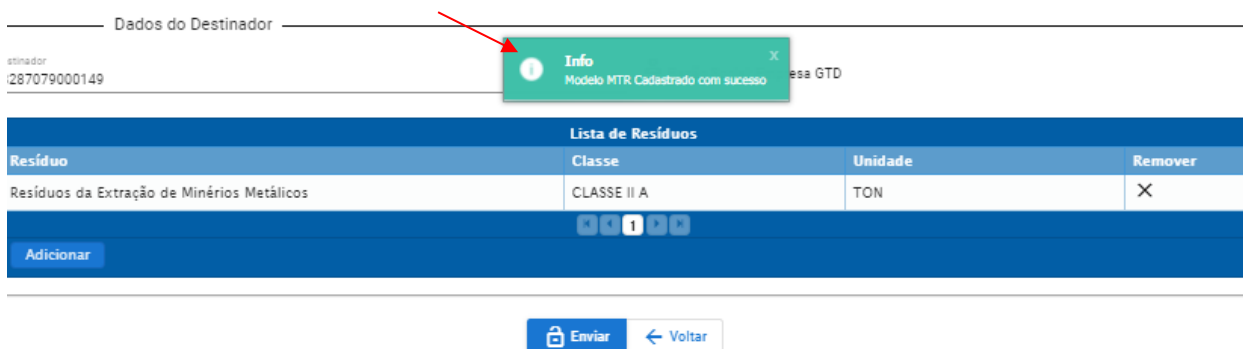 Dados do Destinador
stinador
287079000149
Info
x
Modelo MTR Cadastrado com sucesso
esa GTD
Lista de Resíduos
Resíduo Classe Unidade Remover
Resíduos da Extração de Minérios Metálicos CLASSE II A TON
1
Adicionar
Enviar
Voltar